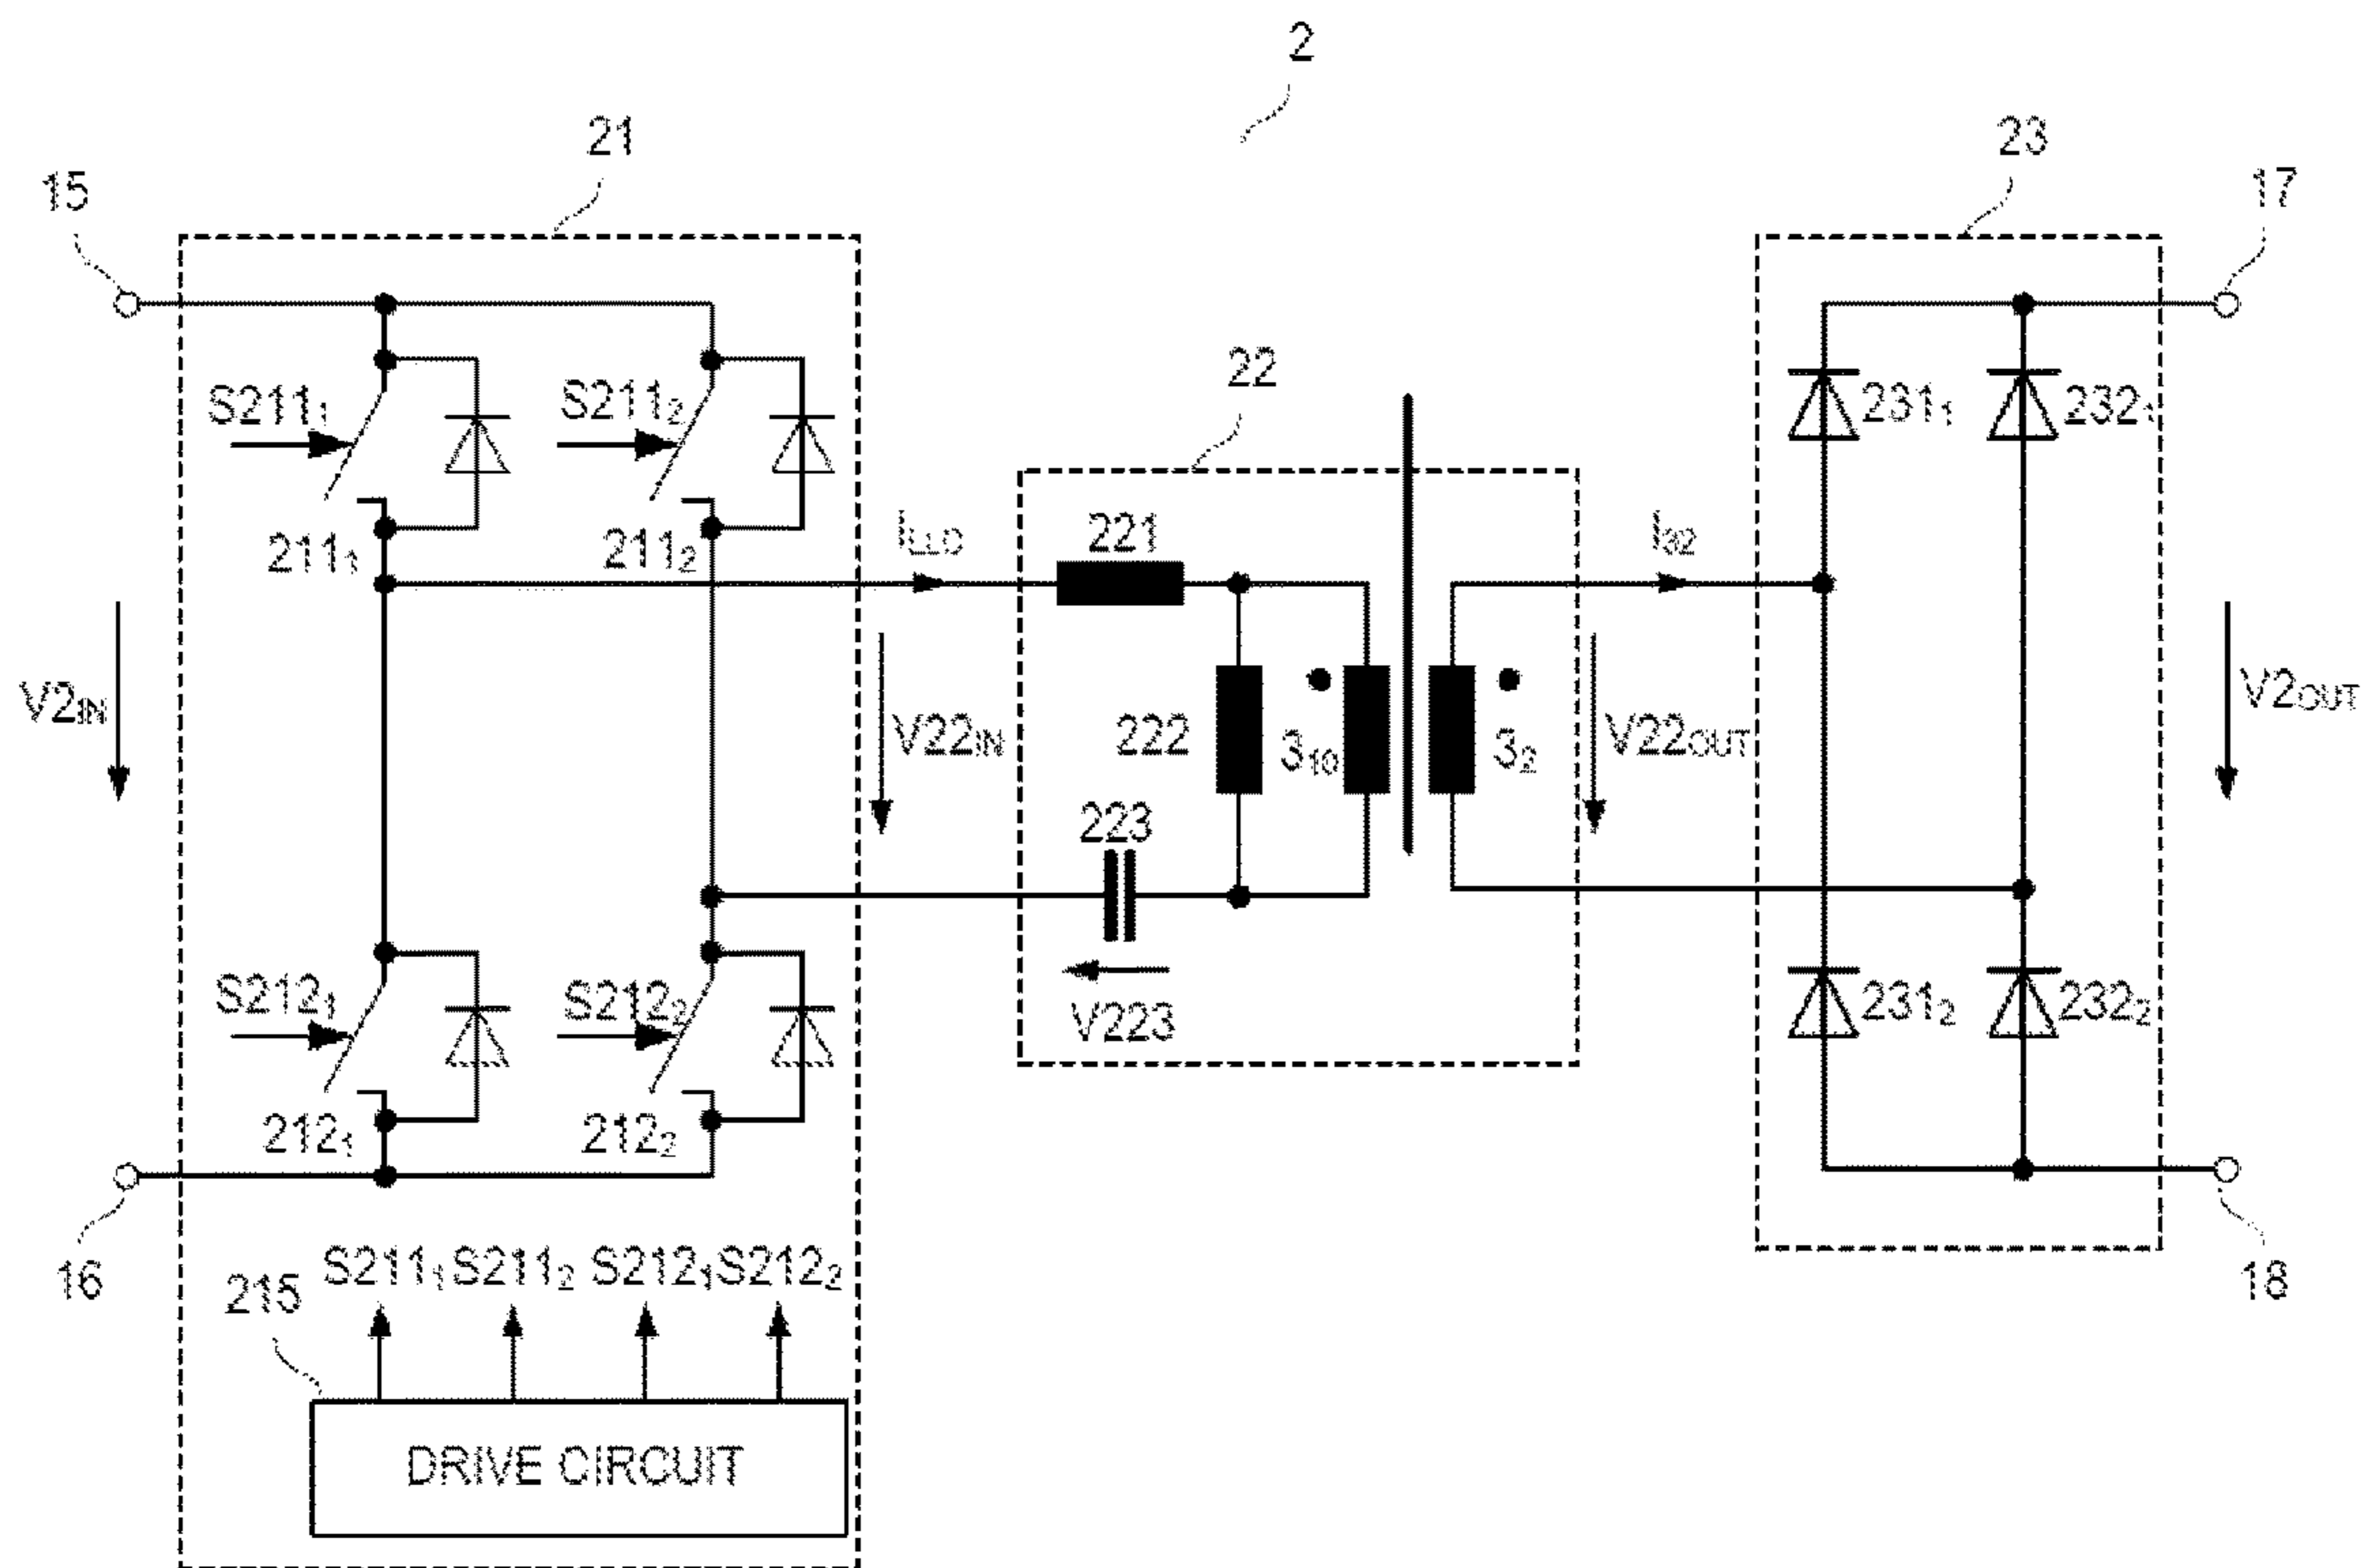 2
21
23
15
17
22
S211₁
S211₂
231₁
232₁
211₁
211₂
I_LLC
221
I₃₂
V2_IN
V22_IN
222
3₁₀
3₂
V22_OUT
V2_OUT
223
S212₁
S212₂
V223
231₂
232₂
212₁
212₂
16
18
215
S211₁ S211₂ S212₁ S212₂
DRIVE CIRCUIT